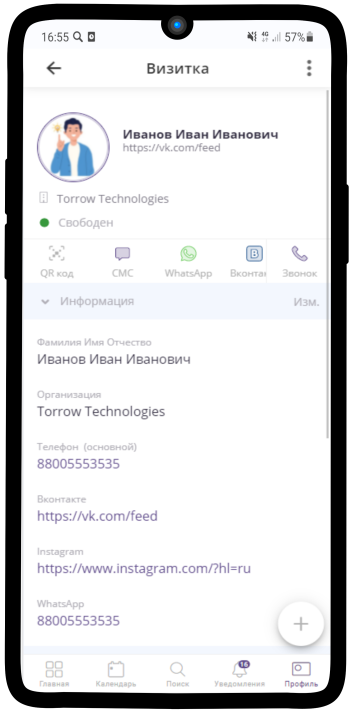 16:55
4G
57%
Визитка
Иванов Иван Иванович
https://vk.com/feed
Torrow Technologies
Свободен
QR код
СМС
WhatsApp
Вконтак
Звонок
Информация
Изм.
Фамилия Имя Отчество
Иванов Иван Иванович
Организация
Torrow Technologies
Телефон (основной)
88005553535
Вконтакте
https://vk.com/feed
Instagram
https://www.instagram.com/?hl=ru
WhatsApp
88005553535
Главная
Календарь
Поиск
16
Уведомления
Профиль